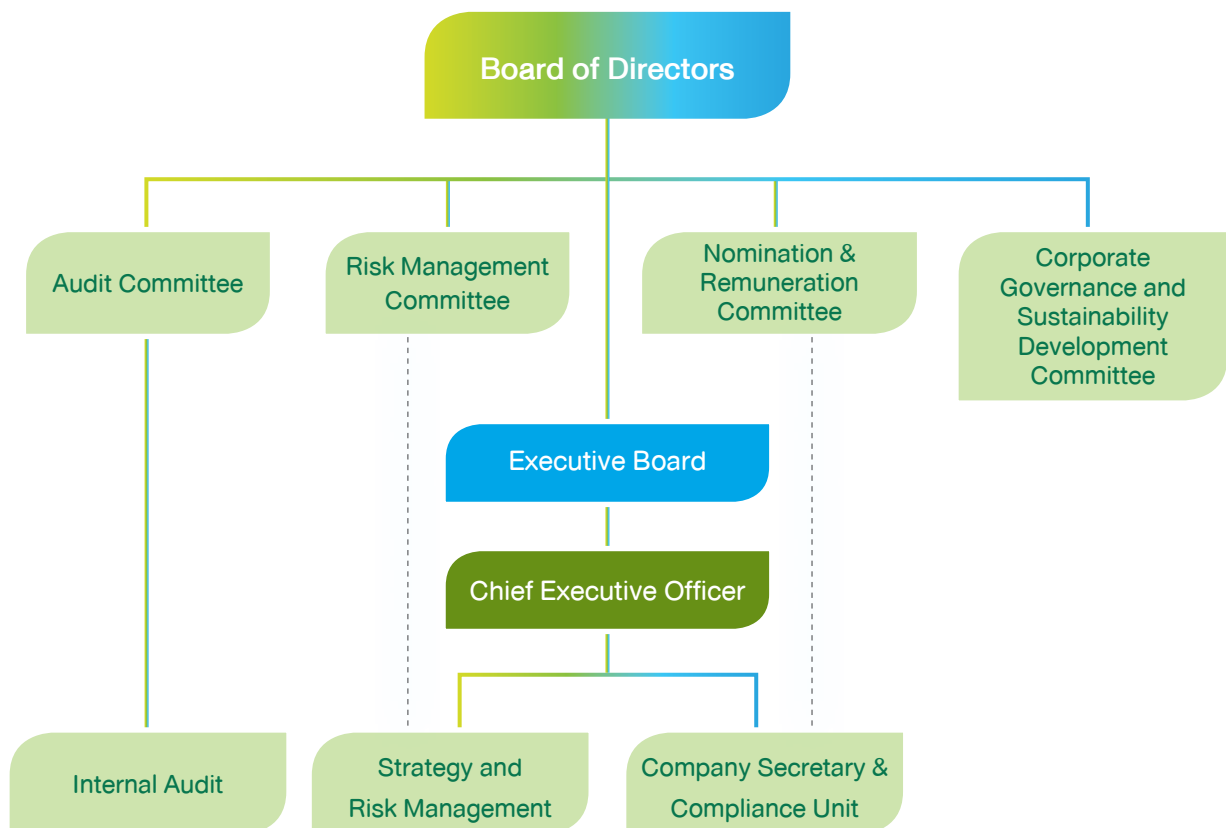 Board of Directors
Audit Committee
Risk Management
Committee
Nomination &
Remuneration
Committee
Corporate
Governance and
Sustainability
Development
Committee
Executive Board
Chief Executive Officer
Internal Audit
Strategy and
Risk Management
Company Secretary &
Compliance Unit